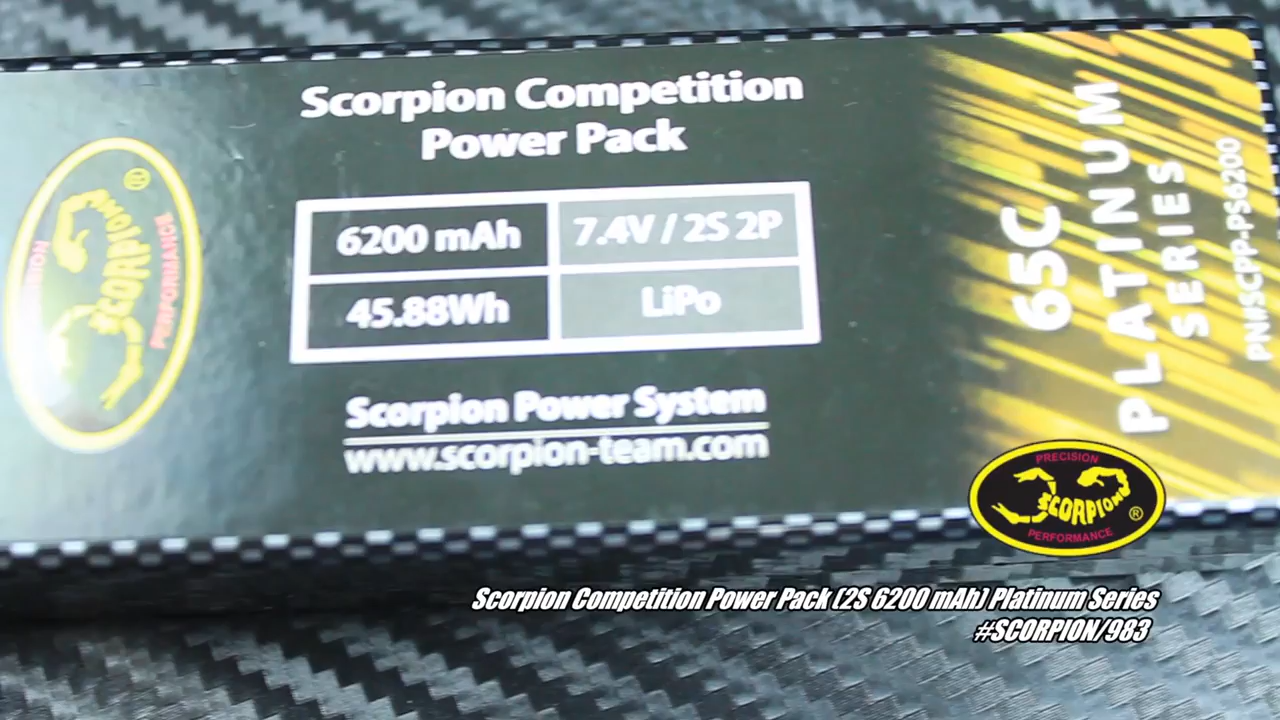 Scorpion Competition
Power Pack
6200 mAh
7.4V / 2S 2P
45.88Wh
LiPo
Scorpion Power System
www.scorpion-team.com
65C
PLATINUM
SERIES
PN#SCPP-PS6200
SCORPION
PERFORMANCE
PRECISION
SCORPION
®
PERFORMANCE
Scorpion Competition Power Pack (2S 6200 mAh) Platinum Series
#SCORPION/983